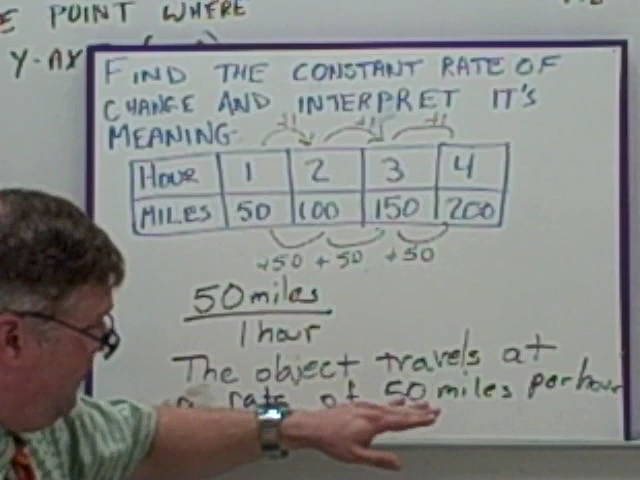 POINT WHERE
Y-AX
FIND THE CONSTANT RATE OF
CHANGE AND INTERPRET IT'S
MEANING.
+1 +1 +1
HOUR 1 2 3 4
MILES 50 100 150 200
+50 +50 +50
50 miles
1 hour
The object travels at
a rate of 50 miles per hour